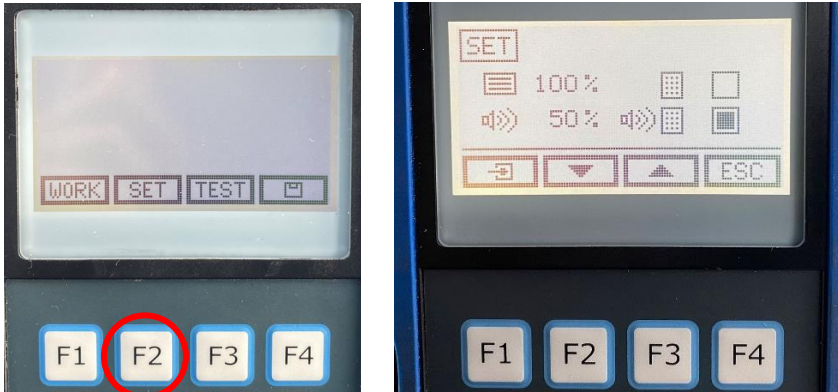 WORK SET TEST
F1 F2 F3 F4
SET
100%
50%
ESC
F1 F2 F3 F4